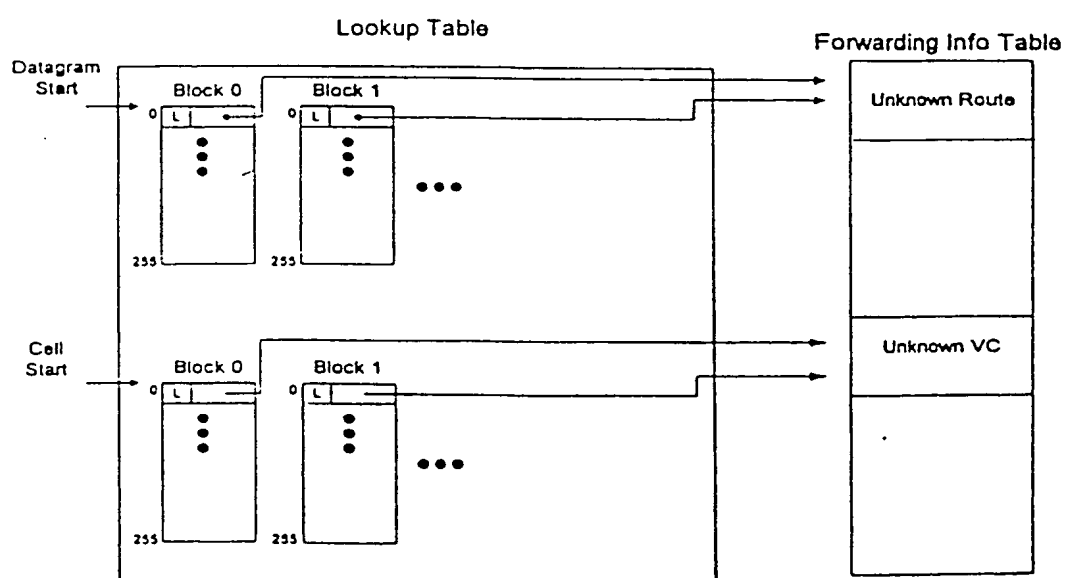 Lookup Table
Forwarding Info Table
Datagram
Start
Block 0
Block 1
0
L
0
L
Unknown Route
255
255
Cell
Start
Block 0
Block 1
0
L
0
L
Unknown VC
255
255